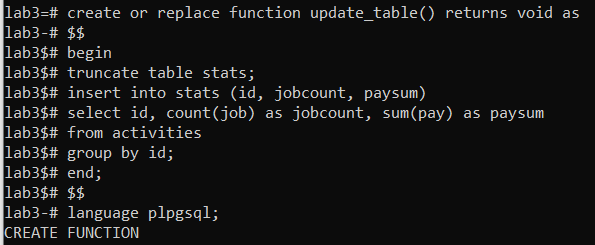 lab3=# create or replace function update_table() returns void as
lab3-# $$
lab3$# begin
lab3$# truncate table stats;
lab3$# insert into stats (id, jobcount, paysum)
lab3$# select id, count(job) as jobcount, sum(pay) as paysum
lab3$# from activities
lab3$# group by id;
lab3$# end;
lab3$# $$
lab3-# language plpgsql;
CREATE FUNCTION